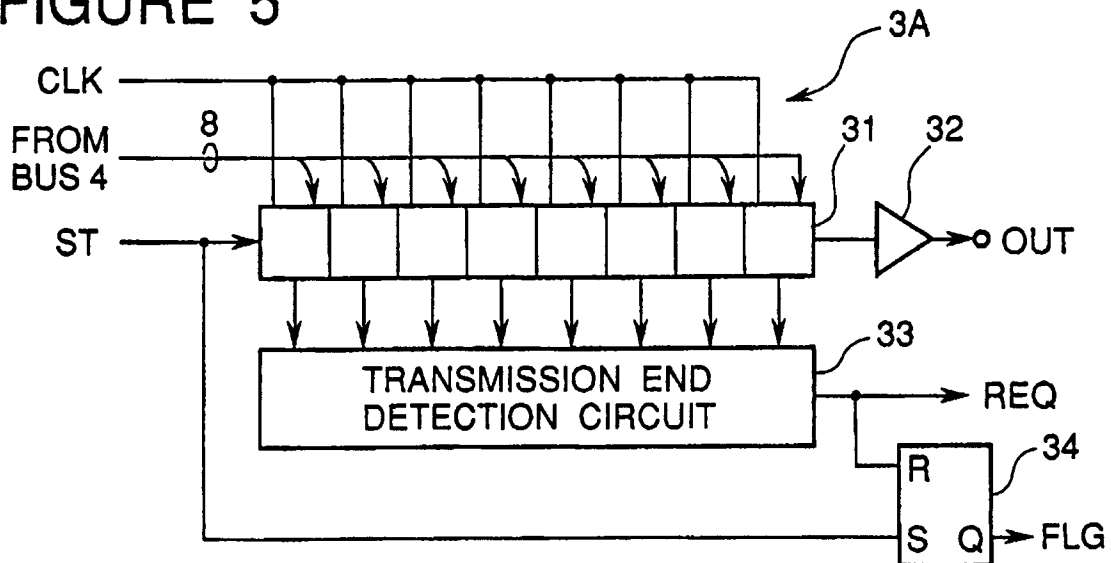 FIGURE 5
3A
CLK
8
FROM
BUS 4
31
32
ST
OUT
33
TRANSMISSION END
DETECTION CIRCUIT
REQ
34
R
S Q
FLG